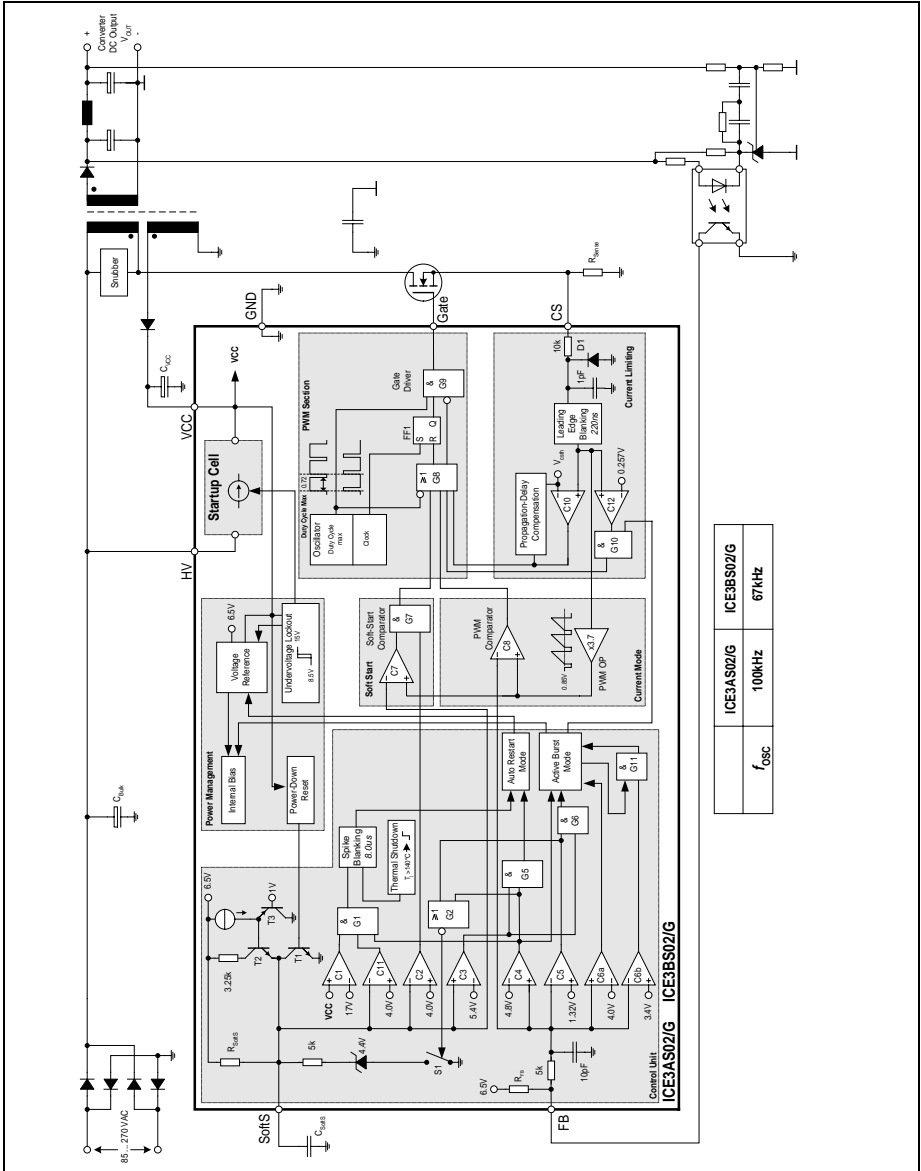 +
Converter
DC Output
V_OUT
-
Snubber
C_VCC
VCC
GND
HV
Startup Cell
VCC
Gate
CS
R_Sense
C_Bulk
85 ... 270 VAC
Power Management
Internal Bias
Voltage
Reference
6.5V
Undervoltage Lockout
15V
8.5V
Power-Down
Reset
PWM Section
Duty Cycle Max
0.72
Oscillator
Duty Cycle
max
Clock
Gate
Driver
&
G9
FF1
S
R
Q
≥1
G8
Soft Start
Soft-Start
Comparator
C7
&
G7
PWM
Comparator
C8
0.85V
x3.7
PWM OP
Current Mode
Current Limiting
Propagation-Delay
Compensation
V_csth
C10
C12
0.257V
&
G10
Leading
Edge
Blanking
220ns
1pF
10k
D1
6.5V
3.25k
R_SoftS
T2
T3
1V
T1
5k
4.4V
S1
C_SoftS
SoftS
VCC
17V
C1
4.0V
C11
4.0V
C2
5.4V
C3
4.8V
C4
1.32V
C5
4.0V
C6a
3.4V
C6b
&
G1
Spike
Blanking
8.0us
Thermal Shutdown
Tj >140°C
≥1
G2
&
G5
&
G6
&
G11
Auto Restart
Mode
Active Burst
Mode
6.5V
R_FB
5k
10pF
FB
Control Unit
ICE3AS02/G
ICE3BS02/G
ICE3AS02/G ICE3BS02/G
f_OSC 100kHz 67kHz